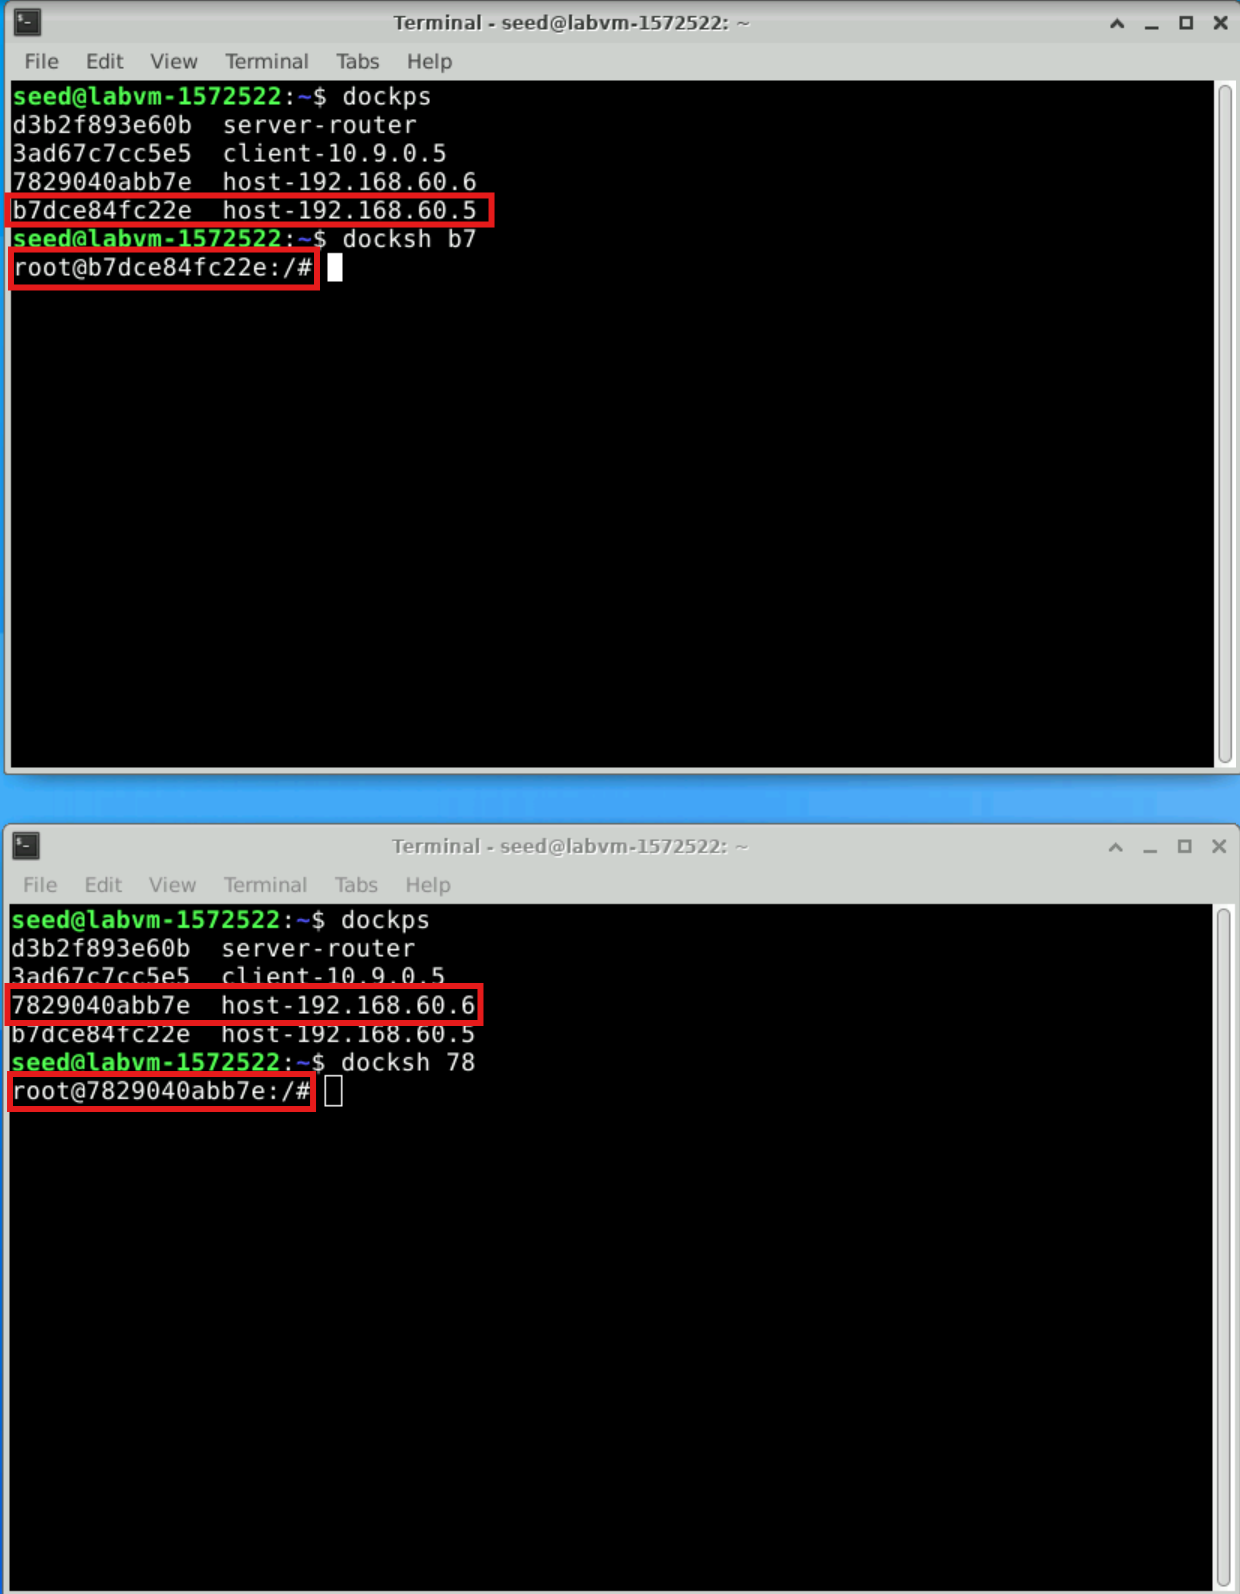 Terminal - seed@labvm-1572522: ~
File Edit View Terminal Tabs Help
seed@labvm-1572522:~$ dockps
d3b2f893e60b  server-router
3ad67c7cc5e5  client-10.9.0.5
7829040abb7e  host-192.168.60.6
b7dce84fc22e  host-192.168.60.5
seed@labvm-1572522:~$ docksh b7
root@b7dce84fc22e:/#
Terminal - seed@labvm-1572522: ~
File Edit View Terminal Tabs Help
seed@labvm-1572522:~$ dockps
d3b2f893e60b  server-router
3ad67c7cc5e5  client-10.9.0.5
7829040abb7e  host-192.168.60.6
b7dce84fc22e  host-192.168.60.5
seed@labvm-1572522:~$ docksh 78
root@7829040abb7e:/#